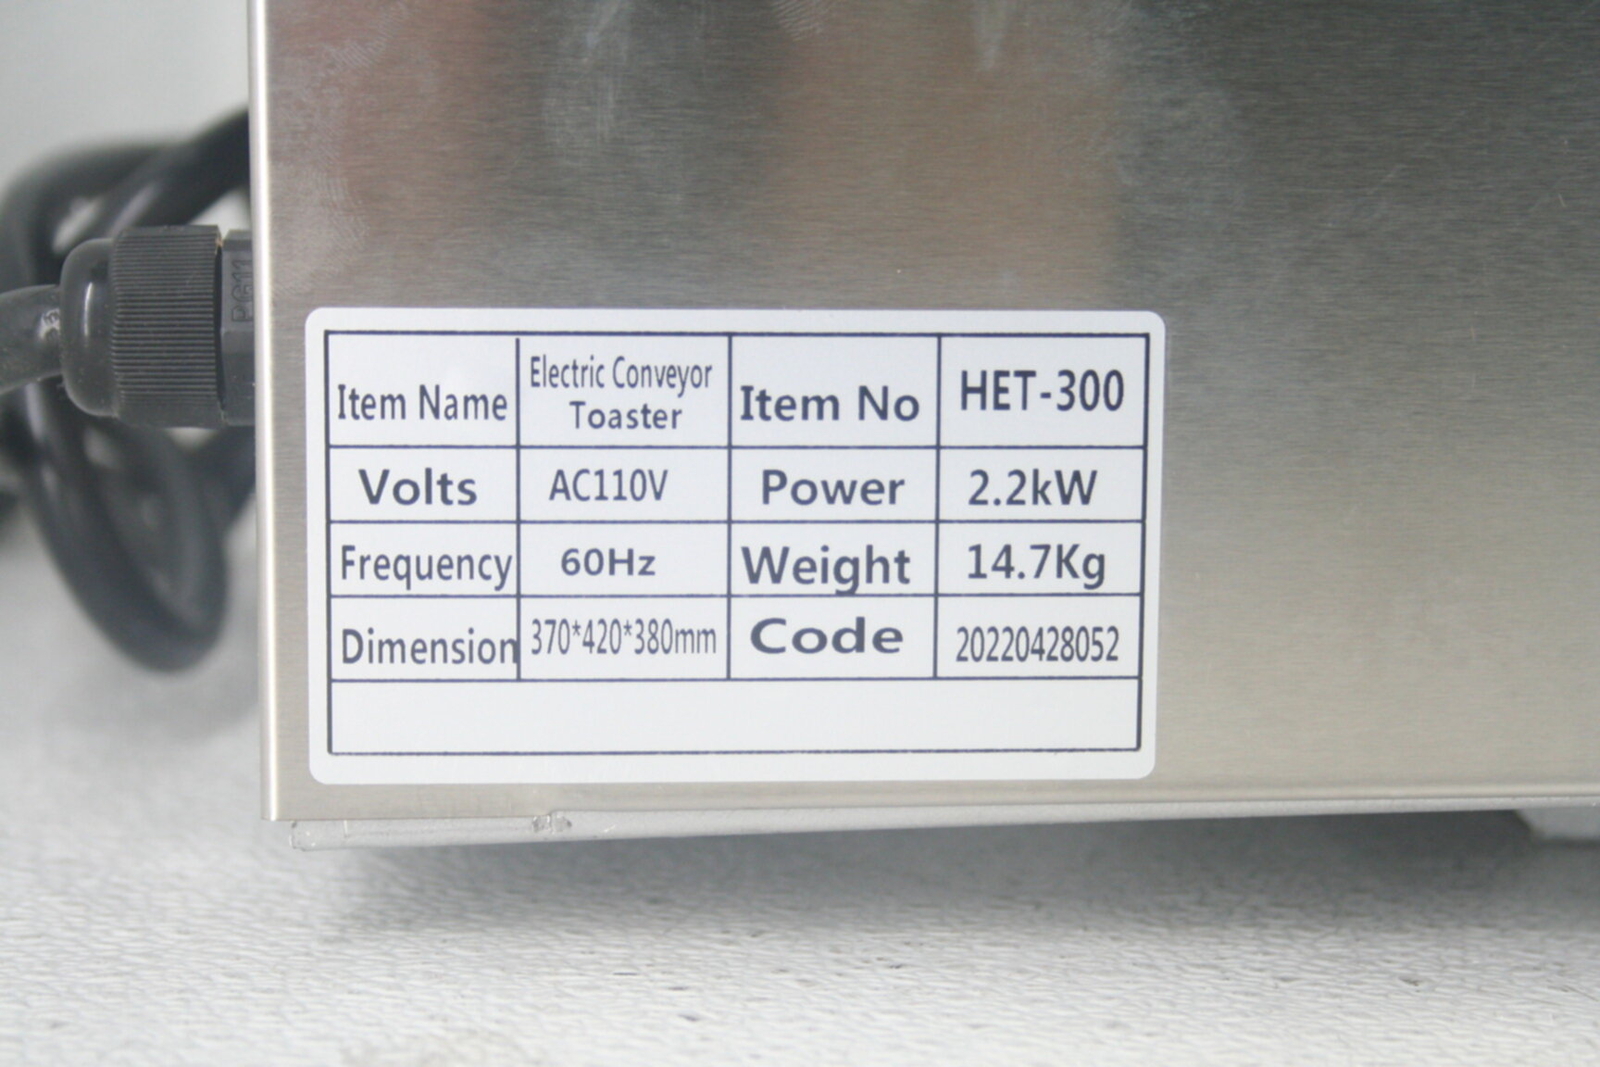 PG11
Item Name Electric Conveyor Toaster Item No HET-300
Volts AC110V Power 2.2kW
Frequency 60Hz Weight 14.7Kg
Dimension 370*420*380mm Code 20220428052